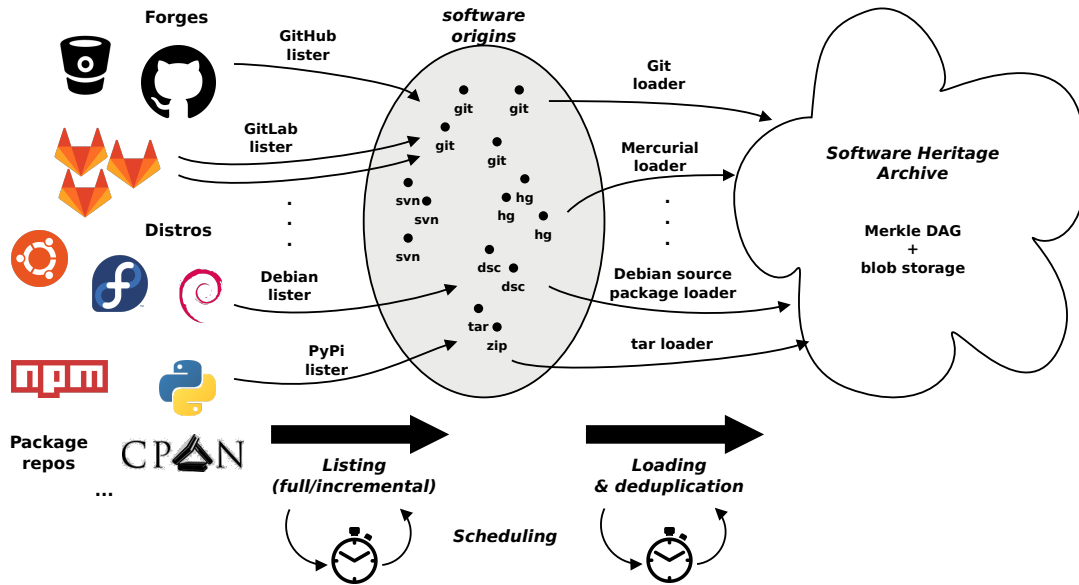 Forges
GitHub
lister
GitLab
lister
.
.
.
Distros
Debian
lister
PyPi
lister
npm
CPAN
Package
repos
...
software
origins
git
git
git
git
svn
svn
svn
hg
hg
hg
dsc
dsc
tar
zip
Git
loader
Mercurial
loader
.
.
.
Debian source
package loader
tar loader
Software Heritage
Archive
Merkle DAG
+
blob storage
Listing
(full/incremental)
Loading
& deduplication
Scheduling